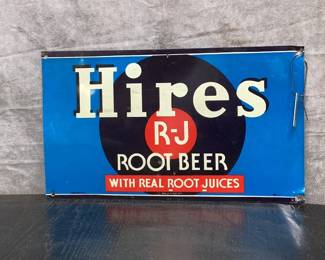 Hires
R-J
ROOT BEER
WITH REAL ROOT JUICES